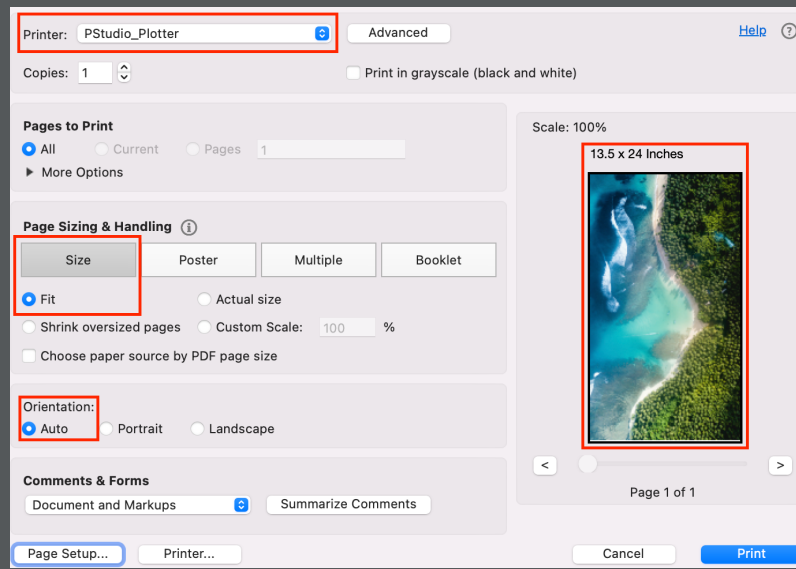 Printer: PStudio_Plotter Advanced Help ?
Copies: 1 Print in grayscale (black and white)
Pages to Print
All Current Pages 1
More Options
Page Sizing & Handling i
Size Poster Multiple Booklet
Fit Actual size
Shrink oversized pages Custom Scale: 100 %
Choose paper source by PDF page size
Orientation:
Auto Portrait Landscape
Comments & Forms
Document and Markups Summarize Comments
Page Setup... Printer...
Scale: 100%
13.5 x 24 Inches
< >
Page 1 of 1
Cancel Print